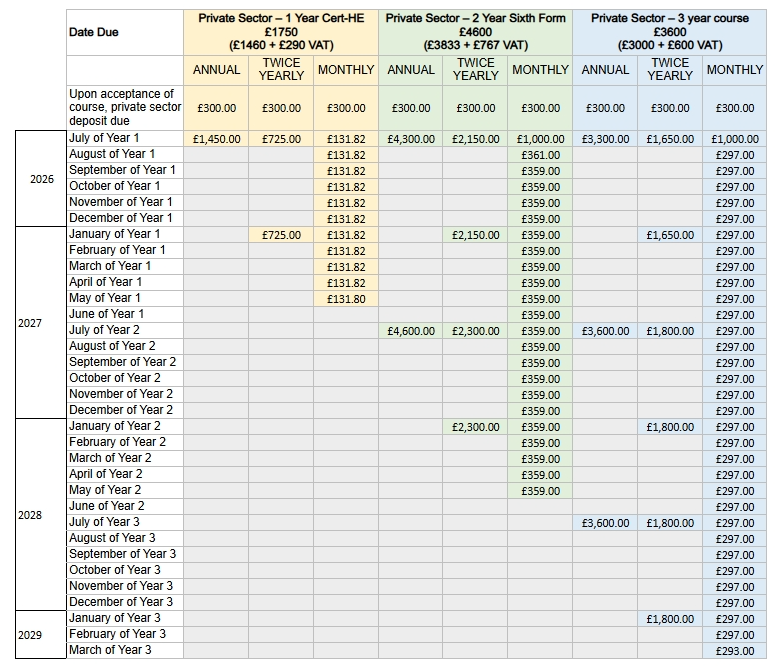 Date Due | Private Sector – 1 Year Cert-HE £1750 (£1460 + £290 VAT) | Private Sector – 2 Year Sixth Form £4600 (£3833 + £767 VAT) | Private Sector – 3 year course £3600 (£3000 + £600 VAT)
ANNUAL | TWICE YEARLY | MONTHLY | ANNUAL | TWICE YEARLY | MONTHLY | ANNUAL | TWICE YEARLY | MONTHLY
Upon acceptance of course, private sector deposit due | £300.00 | £300.00 | £300.00 | £300.00 | £300.00 | £300.00 | £300.00 | £300.00 | £300.00
2026
July of Year 1 | £1,450.00 | £725.00 | £131.82 | £4,300.00 | £2,150.00 | £1,000.00 | £3,300.00 | £1,650.00 | £1,000.00
August of Year 1 | £131.82 | £361.00 | £297.00
September of Year 1 | £131.82 | £359.00 | £297.00
October of Year 1 | £131.82 | £359.00 | £297.00
November of Year 1 | £131.82 | £359.00 | £297.00
December of Year 1 | £131.82 | £359.00 | £297.00
2027
January of Year 1 | £725.00 | £131.82 | £2,150.00 | £359.00 | £1,650.00 | £297.00
February of Year 1 | £131.82 | £359.00 | £297.00
March of Year 1 | £131.82 | £359.00 | £297.00
April of Year 1 | £131.82 | £359.00 | £297.00
May of Year 1 | £131.80 | £359.00 | £297.00
June of Year 1 | £359.00 | £297.00
July of Year 2 | £4,600.00 | £2,300.00 | £359.00 | £3,600.00 | £1,800.00 | £297.00
August of Year 2 | £359.00 | £297.00
September of Year 2 | £359.00 | £297.00
October of Year 2 | £359.00 | £297.00
November of Year 2 | £359.00 | £297.00
December of Year 2 | £359.00 | £297.00
2028
January of Year 2 | £2,300.00 | £359.00 | £1,800.00 | £297.00
February of Year 2 | £359.00 | £297.00
March of Year 2 | £359.00 | £297.00
April of Year 2 | £359.00 | £297.00
May of Year 2 | £359.00 | £297.00
June of Year 2 | £297.00
July of Year 3 | £3,600.00 | £1,800.00 | £297.00
August of Year 3 | £297.00
September of Year 3 | £297.00
October of Year 3 | £297.00
November of Year 3 | £297.00
December of Year 3 | £297.00
2029
January of Year 3 | £1,800.00 | £297.00
February of Year 3 | £297.00
March of Year 3 | £293.00